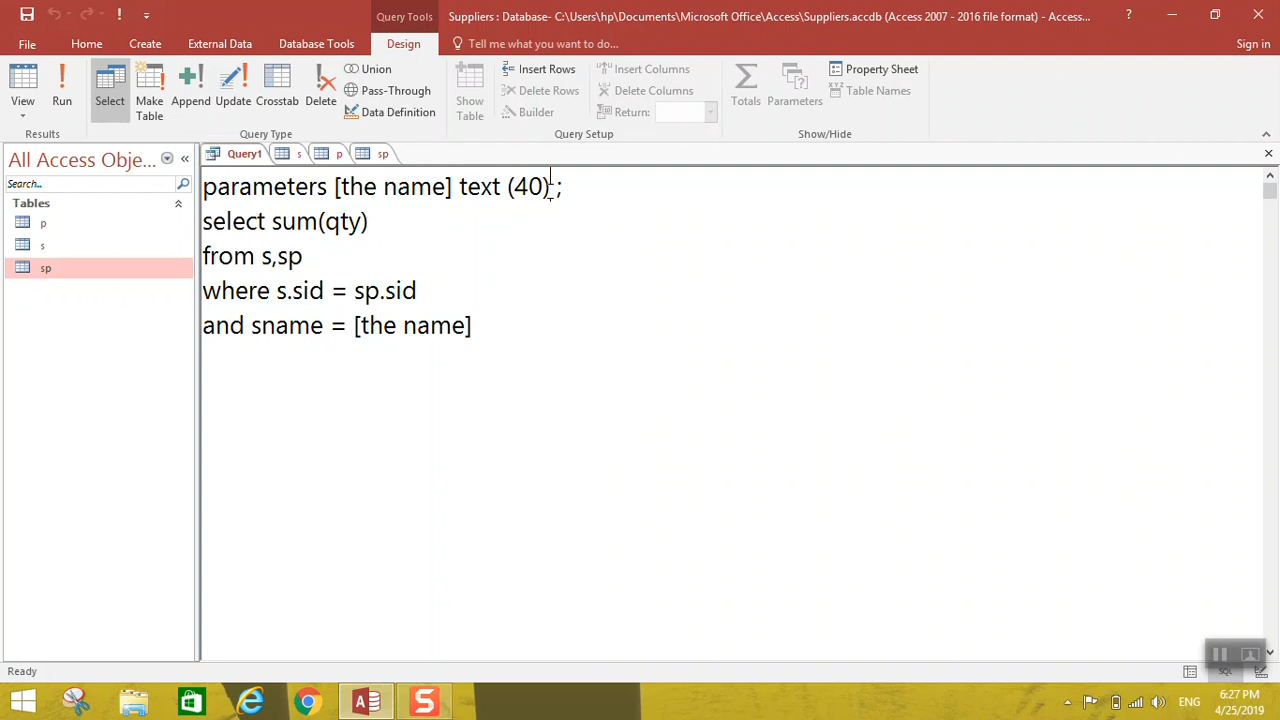 Query Tools
Suppliers : Database- C:\Users\hp\Documents\Microsoft Office\Access\Suppliers.accdb (Access 2007 - 2016 file format) - Access...
?
File Home Create External Data Database Tools Design Tell me what you want to do...
Sign in
View Run Select Make Table Append Update Crosstab Delete
Union
Pass-Through
Data Definition
Show Table
Insert Rows
Delete Rows
Builder
Insert Columns
Delete Columns
Return:
Totals Parameters
Property Sheet
Table Names
Results Query Type Query Setup Show/Hide
All Access Obje...
Search...
Tables
p
s
sp
Query1 s p sp
parameters [the name] text (40) ;
select sum(qty)
from s,sp
where s.sid = sp.sid
and sname = [the name]
Ready
SQL
ENG
6:27 PM
4/25/2019